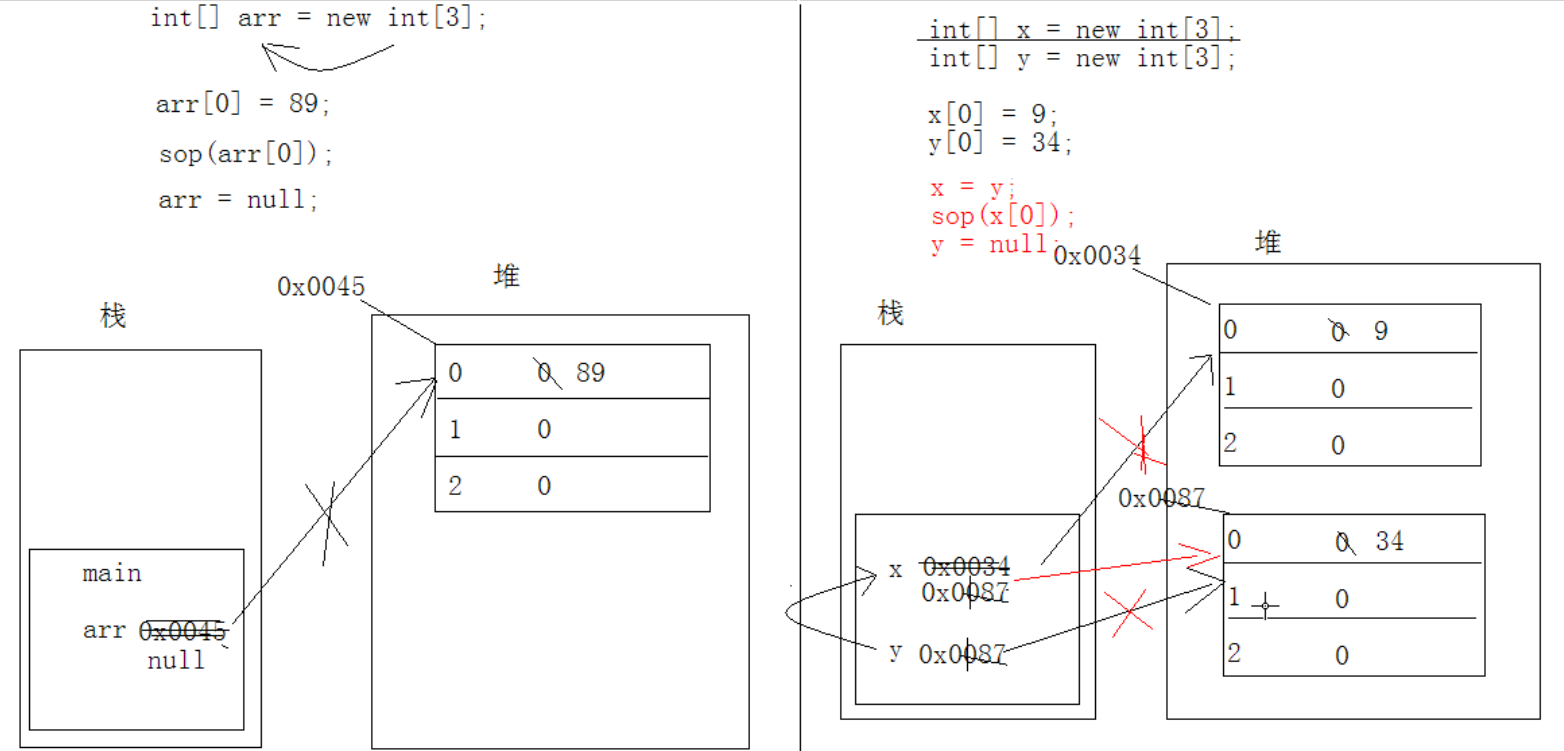 int[] arr = new int[3];
arr[0] = 89;
sop(arr[0]);
arr = null;
0x0045
堆
栈
0 0 89
1 0
2 0
main
arr 0x0045
null
int[] x = new int[3];
int[] y = new int[3];
x[0] = 9;
y[0] = 34;
x = y;
sop(x[0]);
y = null;
0x0034
堆
栈
0 0 9
1 0
2 0
0x0087
0 0 34
1 0
2 0
x 0x0034
0x0087
y 0x0087